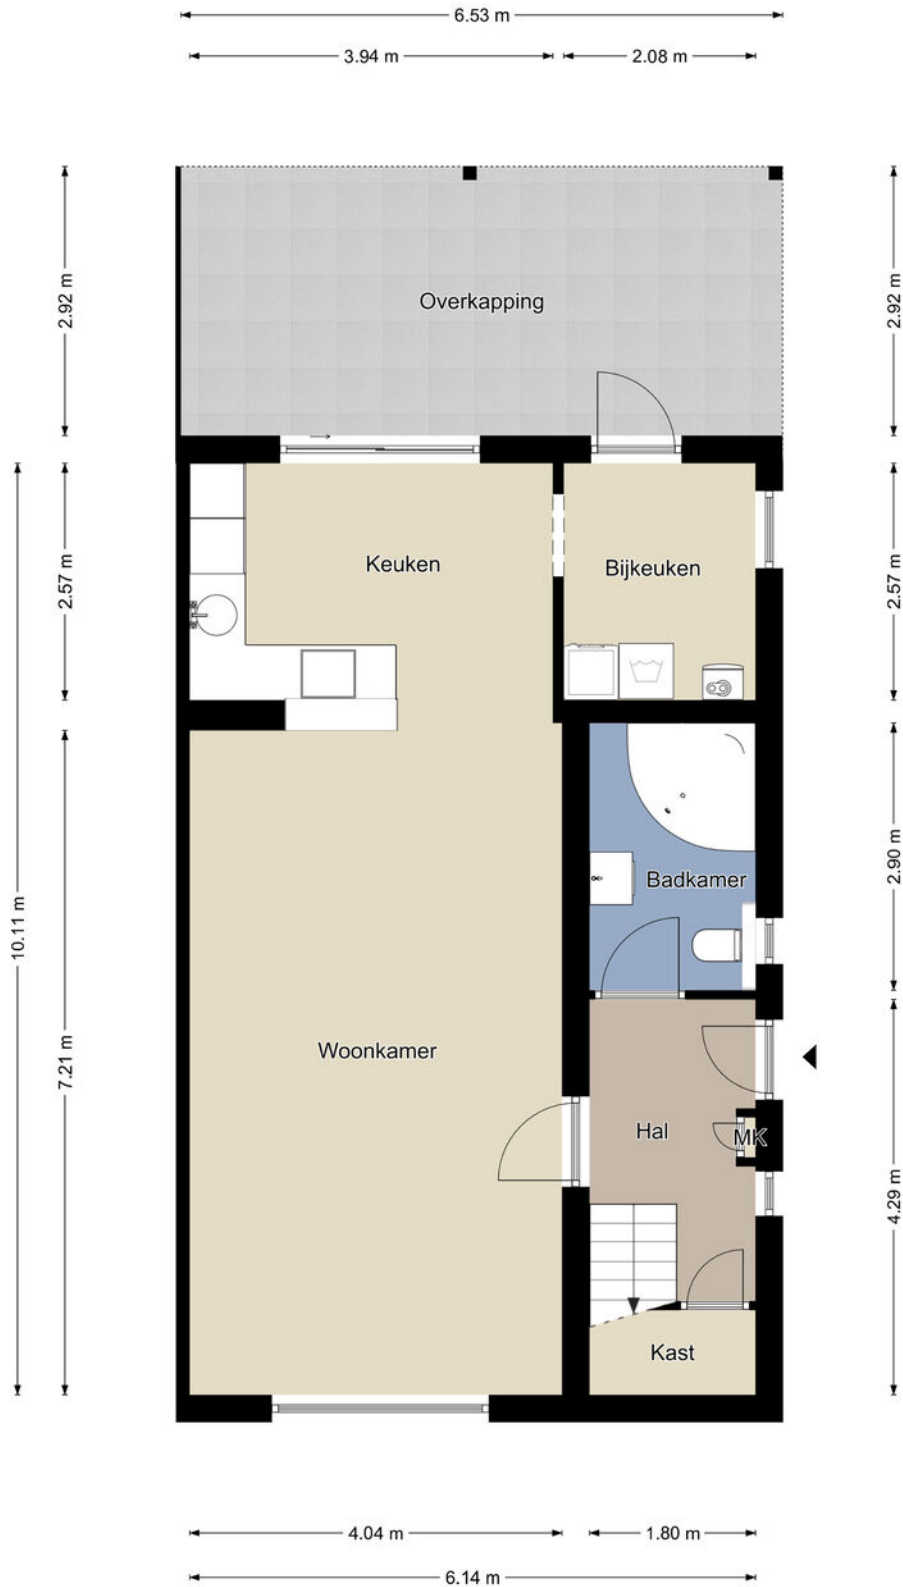 6.53 m
3.94 m
2.08 m
2.92 m
2.92 m
Overkapping
2.57 m
Keuken
Bijkeuken
2.57 m
10.11 m
7.21 m
Badkamer
2.90 m
Woonkamer
Hal
MK
4.29 m
Kast
4.04 m
1.80 m
6.14 m